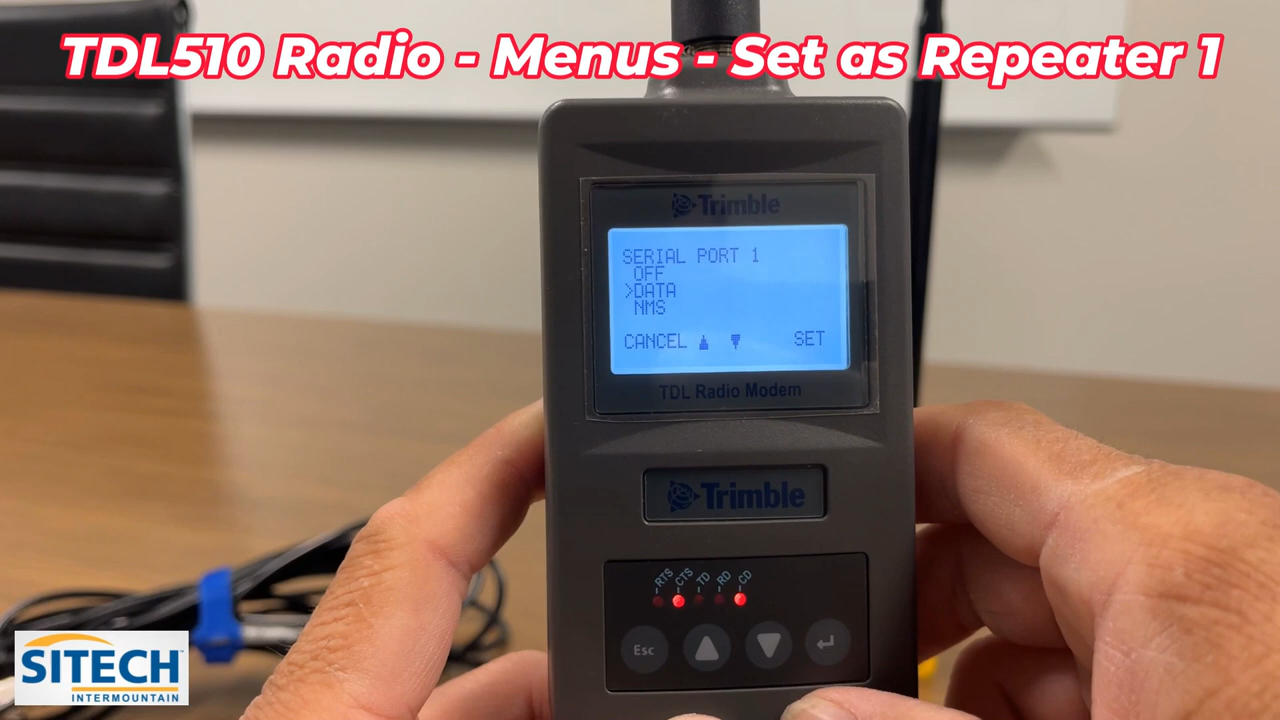 TDL510 Radio - Menus - Set as Repeater 1
Trimble
SERIAL PORT 1
OFF
>DATA
NMS
CANCEL ▲ ▼ SET
TDL Radio Modem
Trimble
RTS CTS TD RD CD
Esc
SITECH
INTERMOUNTAIN